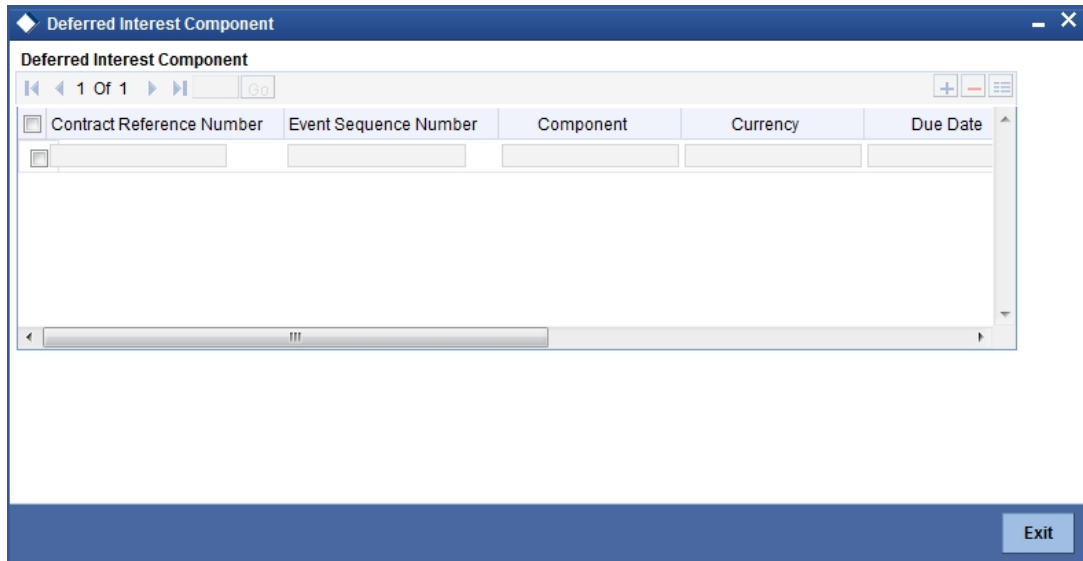 Deferred Interest Component
Deferred Interest Component
1 Of 1 Go
Contract Reference Number Event Sequence Number Component Currency Due Date
Exit